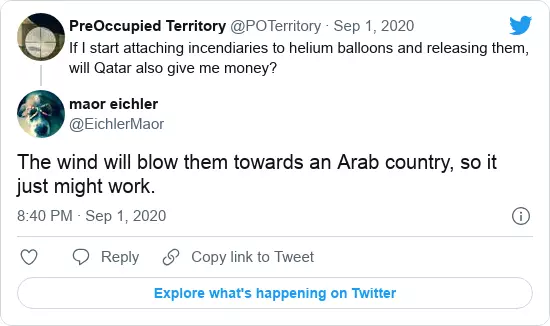 PreOccupied Territory @POTerritory · Sep 1, 2020
If I start attaching incendiaries to helium balloons and releasing them,
will Qatar also give me money?
maor eichler
@EichlerMaor
The wind will blow them towards an Arab country, so it
just might work.
8:40 PM · Sep 1, 2020
Reply
Copy link to Tweet
Explore what's happening on Twitter